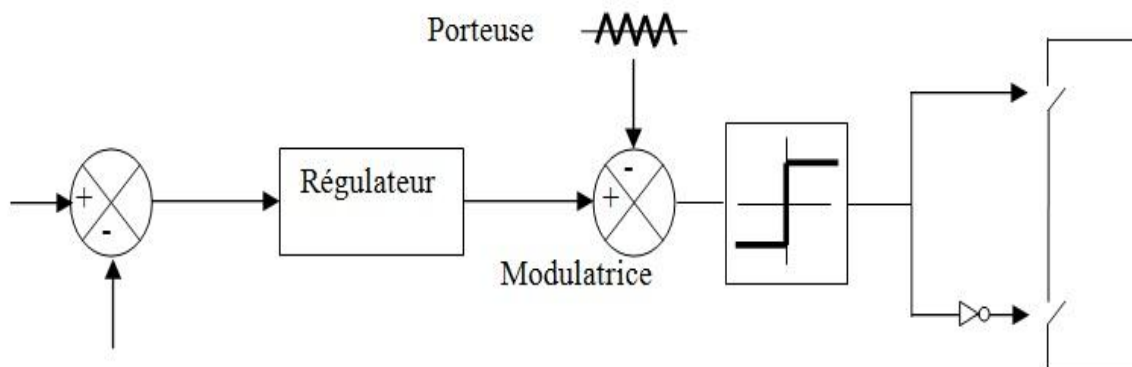 Porteuse
-
+
Régulateur
+
-
Modulatrice